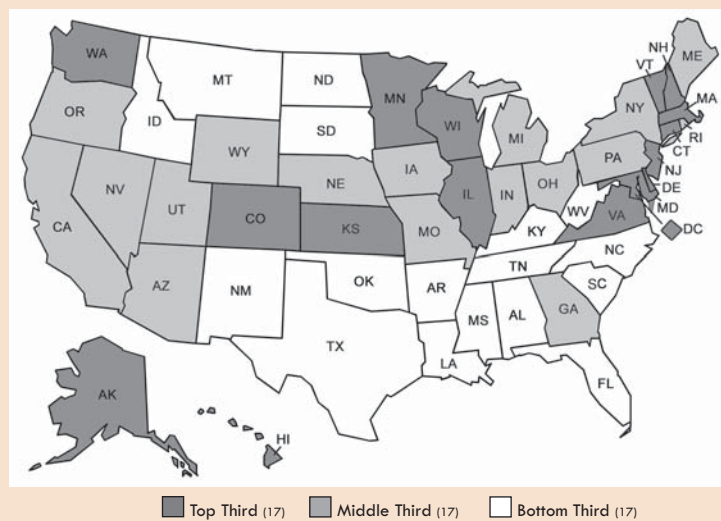 WA
MT
ND
MN
VT
NH
ME
OR
ID
SD
WI
MI
NY
MA
RI
CT
WY
IA
NE
PA
NJ
NV
UT
CO
IL
IN
OH
DE
MD
CA
KS
MO
WV
VA
DC
KY
NC
AZ
NM
OK
AR
TN
SC
MS
AL
GA
TX
LA
FL
AK
HI
Top Third (17) Middle Third (17) Bottom Third (17)